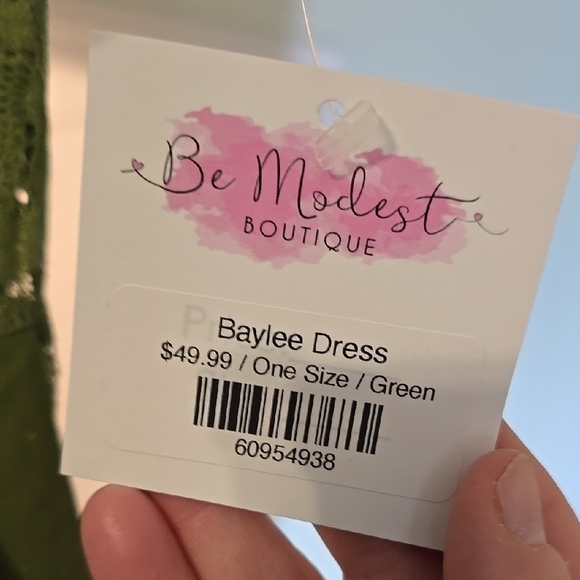 Be Modest
BOUTIQUE
Baylee Dress
$49.99 / One Size / Green
60954938